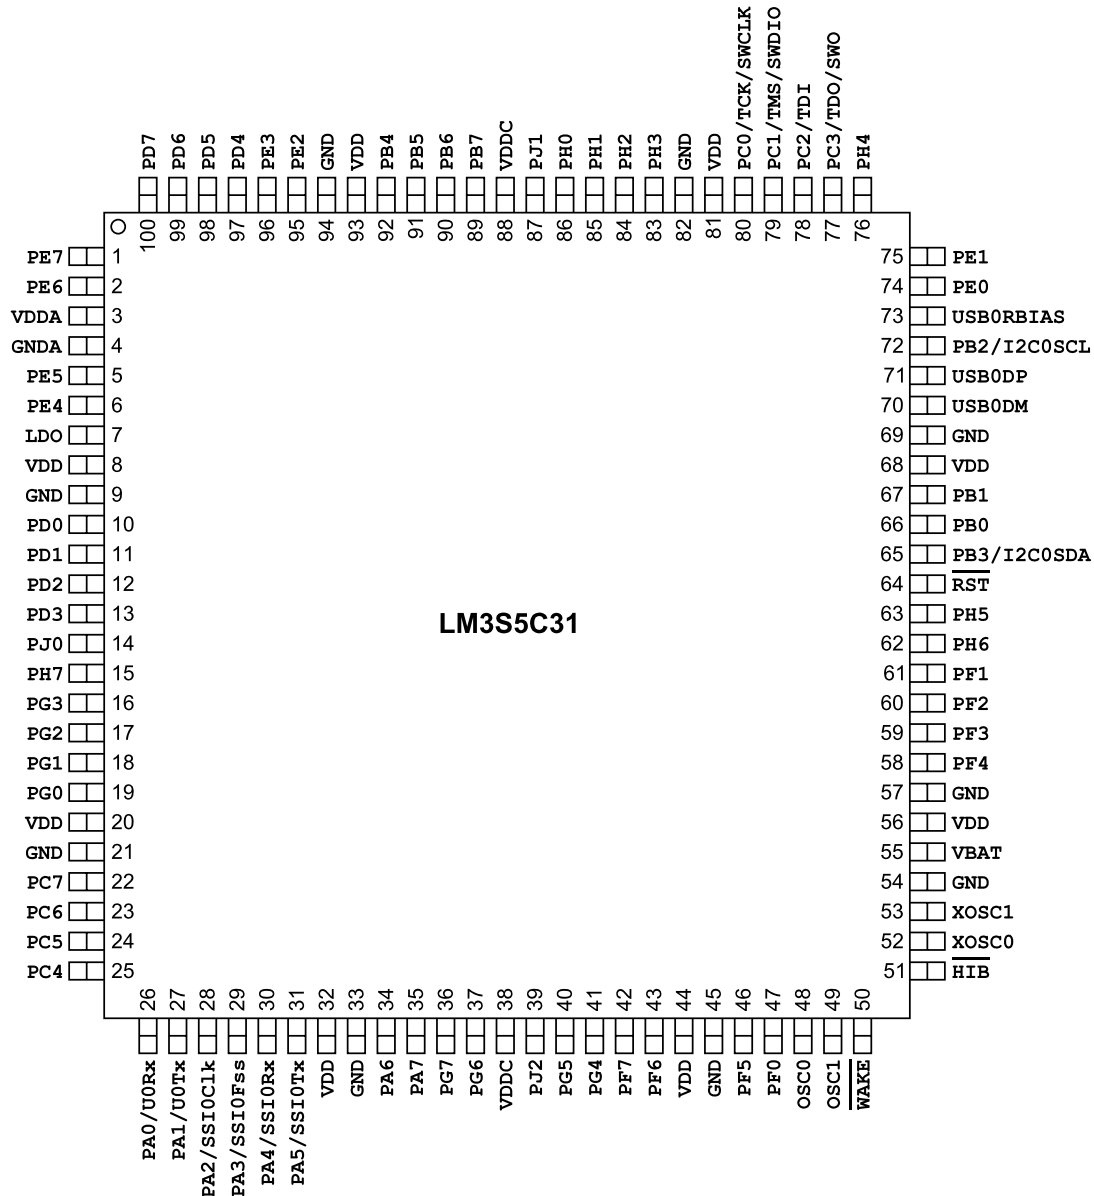 PD7
PD6
PD5
PD4
PE3
PE2
GND
VDD
PB4
PB5
PB6
PB7
VDDC
PJ1
PH0
PH1
PH2
PH3
GND
VDD
PC0/TCK/SWCLK
PC1/TMS/SWDIO
PC2/TDI
PC3/TDO/SWO
PH4
100
99
98
97
96
95
94
93
92
91
90
89
88
87
86
85
84
83
82
81
80
79
78
77
76
PE7 1
PE6 2
VDDA 3
GNDA 4
PE5 5
PE4 6
LDO 7
VDD 8
GND 9
PD0 10
PD1 11
PD2 12
PD3 13
PJ0 14
PH7 15
PG3 16
PG2 17
PG1 18
PG0 19
VDD 20
GND 21
PC7 22
PC6 23
PC5 24
PC4 25
LM3S5C31
75 PE1
74 PE0
73 USB0RBIAS
72 PB2/I2C0SCL
71 USB0DP
70 USB0DM
69 GND
68 VDD
67 PB1
66 PB0
65 PB3/I2C0SDA
64 RST
63 PH5
62 PH6
61 PF1
60 PF2
59 PF3
58 PF4
57 GND
56 VDD
55 VBAT
54 GND
53 XOSC1
52 XOSC0
51 HIB
26
27
28
29
30
31
32
33
34
35
36
37
38
39
40
41
42
43
44
45
46
47
48
49
50
PA0/U0Rx
PA1/U0Tx
PA2/SSI0Clk
PA3/SSI0Fss
PA4/SSI0Rx
PA5/SSI0Tx
VDD
GND
PA6
PA7
PG7
PG6
VDDC
PJ2
PG5
PG4
PF7
PF6
VDD
GND
PF5
PF0
OSC0
OSC1
WAKE